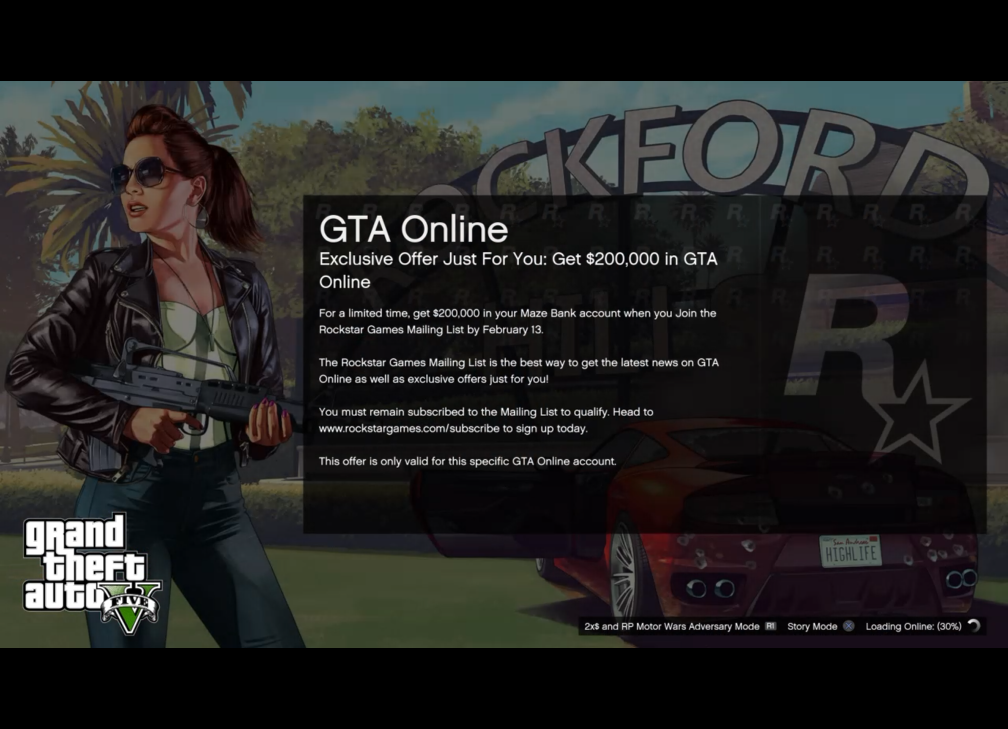 ROCKFORD
GTA Online
Exclusive Offer Just For You: Get $200,000 in GTA
Online
For a limited time, get $200,000 in your Maze Bank account when you Join the
Rockstar Games Mailing List by February 13.
The Rockstar Games Mailing List is the best way to get the latest news on GTA
Online as well as exclusive offers just for you!
You must remain subscribed to the Mailing List to qualify. Head to
www.rockstargames.com/subscribe to sign up today.
This offer is only valid for this specific GTA Online account.
R
San Andreas
HIGHLIFE
grand
theft
auto
V
FIVE
2x$ and RP Motor Wars Adversary Mode R1 Story Mode Loading Online: (30%)